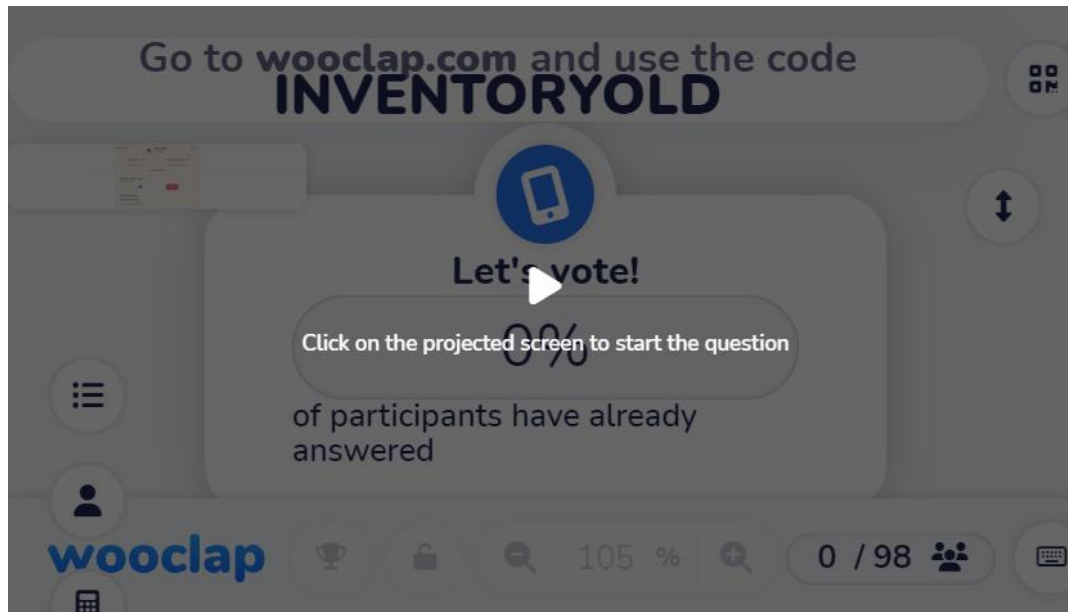 Go to wooclap.com and use the code
INVENTORYOLD
Let's vote!
0%
Click on the projected screen to start the question
of participants have already
answered
wooclap
105 %
0 / 98